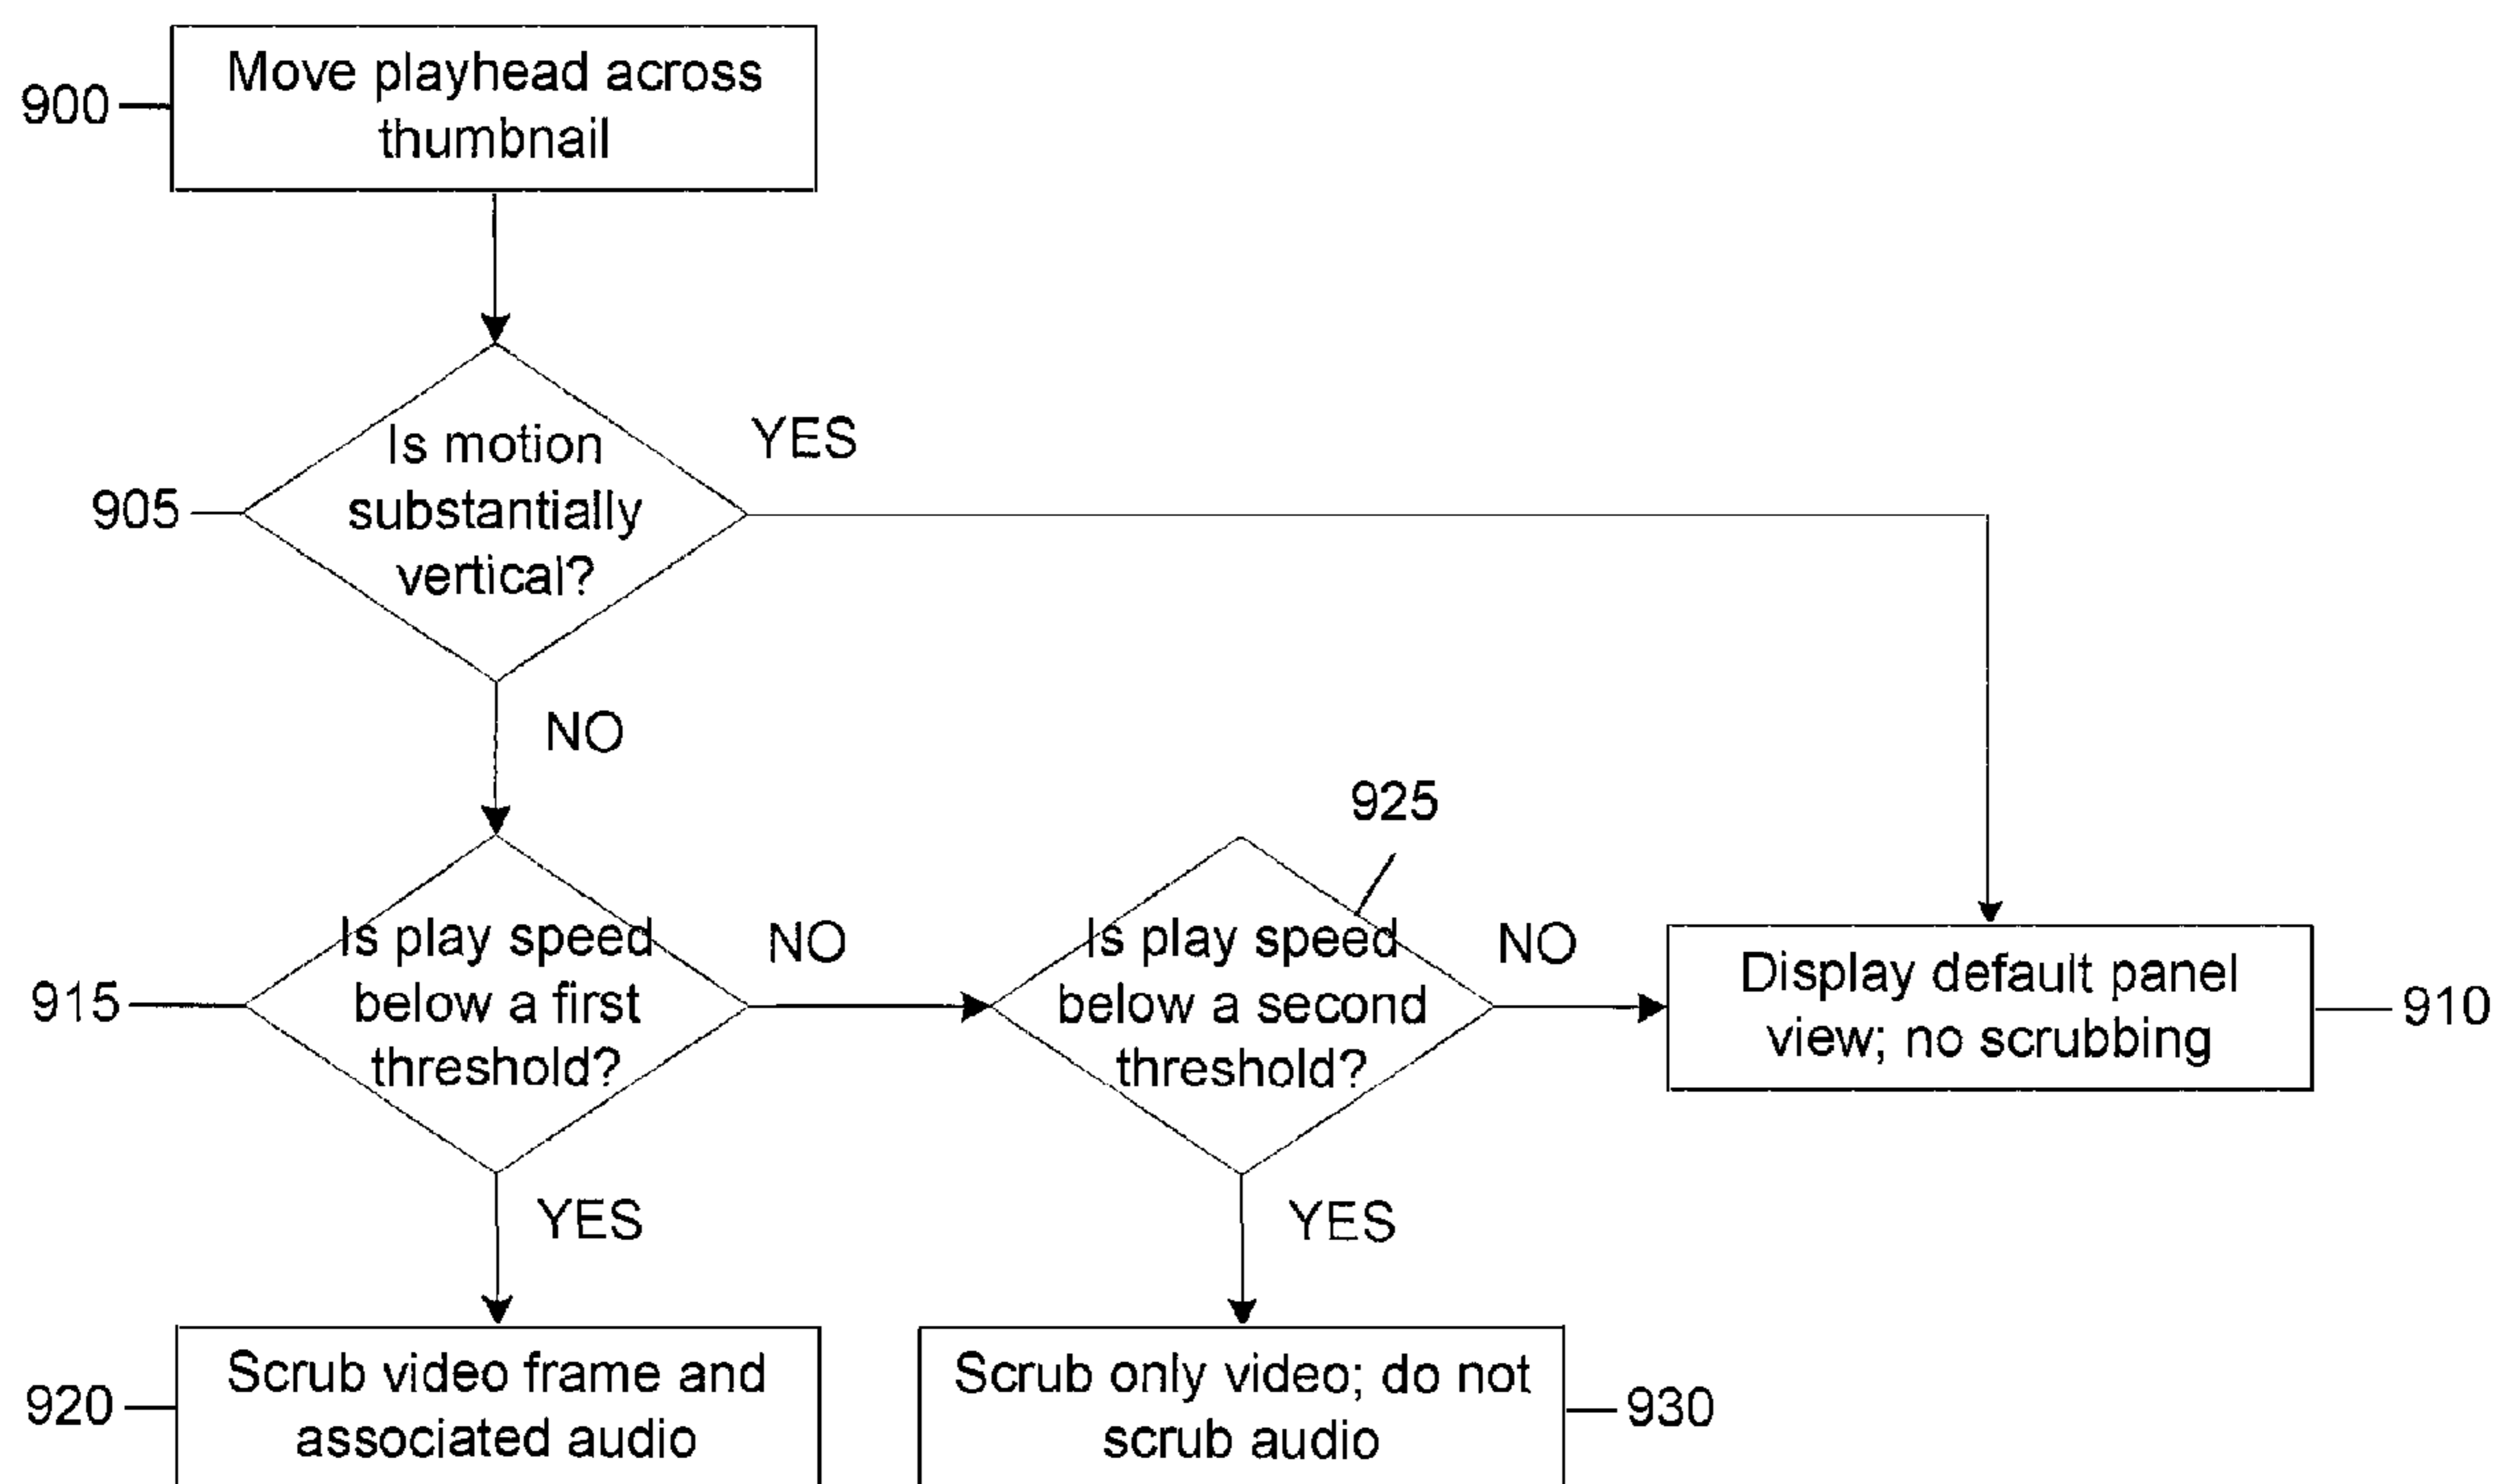 Move playhead across
thumbnail
900
Is motion
substantially
vertical?
905
YES
NO
925
Is play speed
below a first
threshold?
915
NO
Is play speed
below a second
threshold?
NO
Display default panel
view; no scrubbing
910
YES
YES
Scrub video frame and
associated audio
920
Scrub only video; do not
scrub audio
930